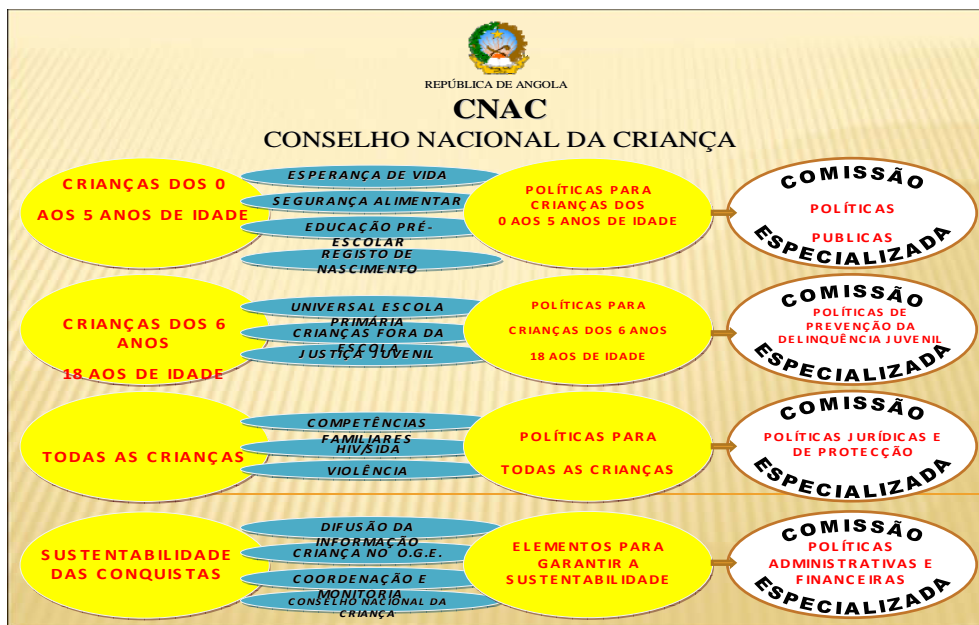 REPÚBLICA DE ANGOLA
CNAC
CONSELHO NACIONAL DA CRIANÇA
CRIANÇAS DOS 0
AOS 5 ANOS DE IDADE
ESPERANÇA DE VIDA
SEGURANÇA ALIMENTAR
EDUCAÇÃO PRÉ-
ESCOLAR
REGISTO DE
NASCIMENTO
POLÍTICAS PARA
CRIANÇAS DOS
0 AOS 5 ANOS DE IDADE
COMISSÃO
POLÍTICAS
PUBLICAS
ESPECIALIZADA
CRIANÇAS DOS 6
ANOS
18 AOS DE IDADE
UNIVERSAL ESCOLA
PRIMÁRIA
CRIANÇAS FORA DA
ESCOLA
JUSTIÇA JUVENIL
POLÍTICAS PARA
CRIANÇAS DOS 6 ANOS
18 AOS DE IDADE
COMISSÃO
POLÍTICAS DE
PREVENÇÃO DA
DELINQUÊNCIA JUVENIL
ESPECIALIZADA
TODAS AS CRIANÇAS
COMPETÊNCIAS
FAMILIARES
HIV/SIDA
VIOLÊNCIA
POLÍTICAS PARA
TODAS AS CRIANÇAS
COMISSÃO
POLÍTICAS JURÍDICAS E
DE PROTECÇÃO
ESPECIALIZADA
SUSTENTABILIDADE
DAS CONQUISTAS
DIFUSÃO DA
INFORMAÇÃO
CRIANÇA NO O.G.E.
COORDENAÇÃO E
MONITORIA
CONSELHO NACIONAL DA
CRIANÇA
ELEMENTOS PARA
GARANTIR A
SUSTENTABILIDADE
COMISSÃO
POLÍTICAS
ADMINISTRATIVAS E
FINANCEIRAS
ESPECIALIZADA